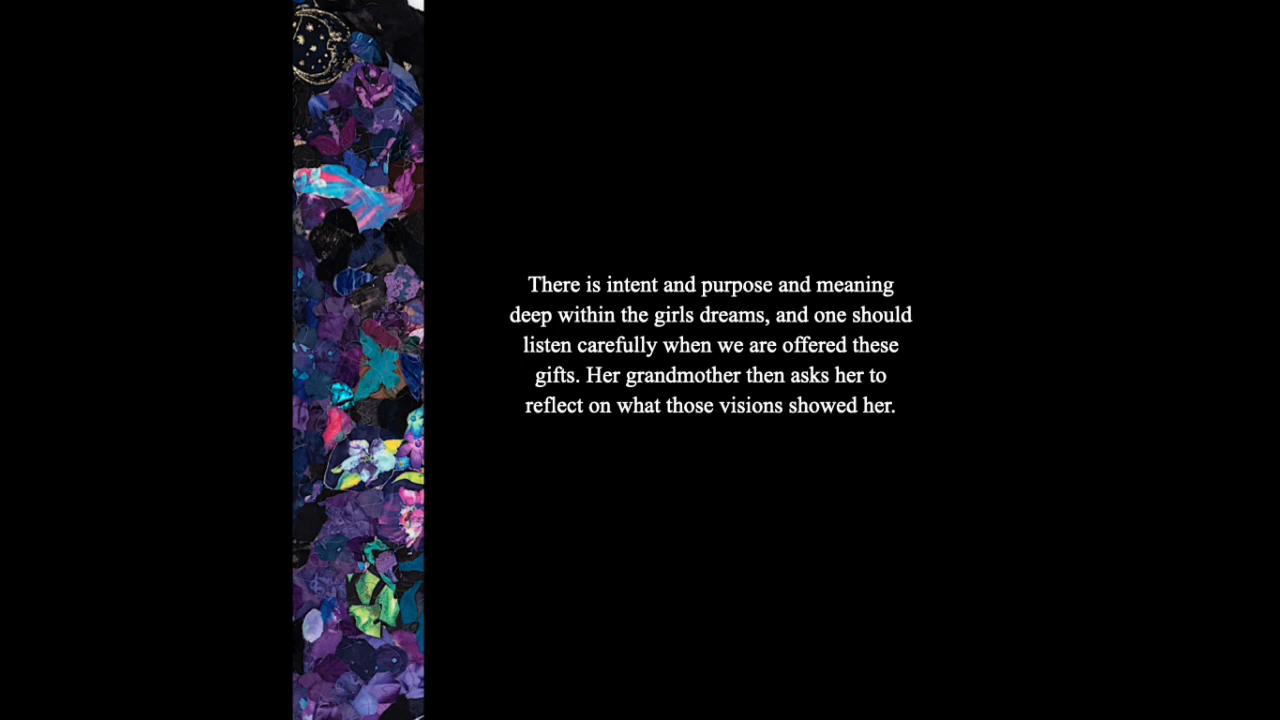 There is intent and purpose and meaning
deep within the girls dreams, and one should
listen carefully when we are offered these
gifts. Her grandmother then asks her to
reflect on what those visions showed her.